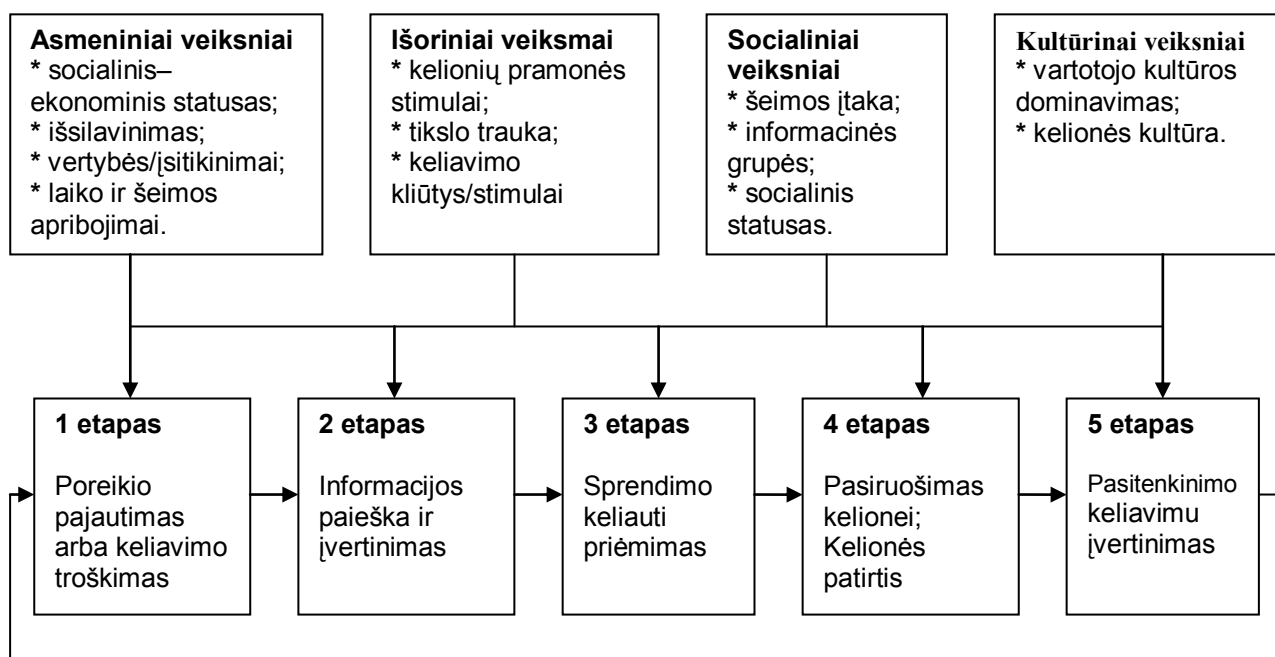 Asmeniniai veiksniai
* socialinis–
ekonominis statusas;
* išsilavinimas;
* vertybės/įsitikinimai;
* laiko ir šeimos
apribojimai.
Išoriniai veiksmai
* kelionių pramonės
stimulai;
* tikslo trauka;
* keliavimo
kliūtys/stimulai
Socialiniai
veiksniai
* šeimos įtaka;
* informacinės
grupės;
* socialinis
statusas.
Kultūrinai veiksniai
* vartotojo kultūros
dominavimas;
* kelionės kultūra.
1 etapas
Poreikio
pajautimas
arba keliavimo
troškimas
2 etapas
Informacijos
paieška ir
įvertinimas
3 etapas
Sprendimo
keliauti
priėmimas
4 etapas
Pasiruošimas
kelionei;
Kelionės
patirtis
5 etapas
Pasitenkinimo
keliavimu
įvertinimas